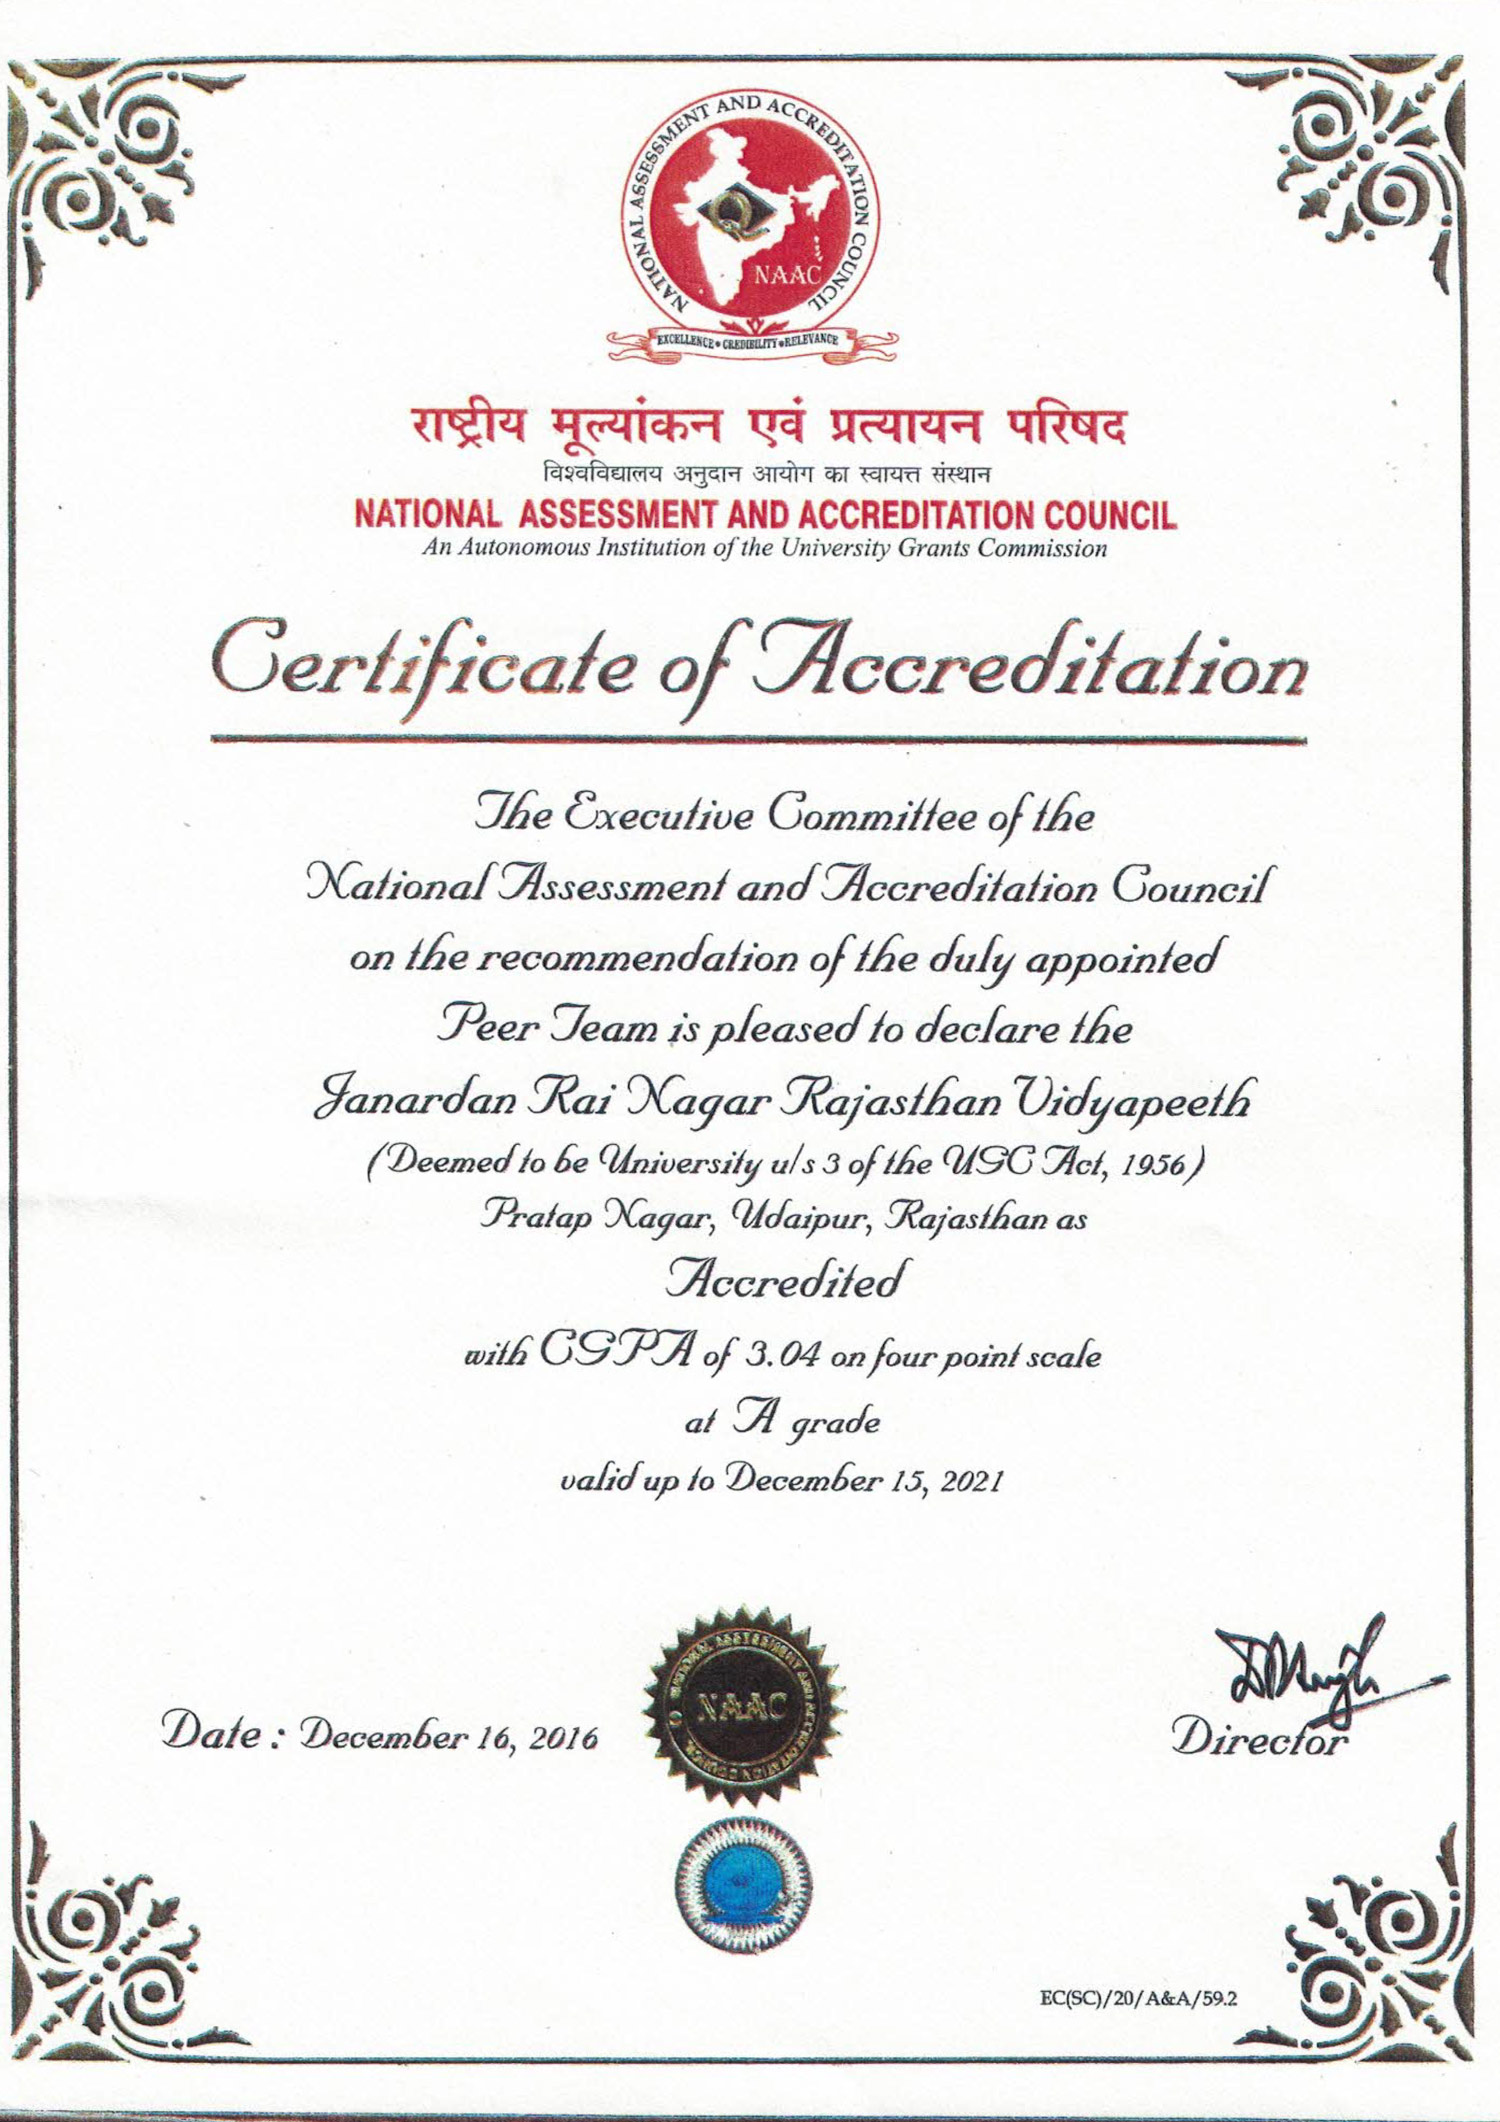 NATIONAL ASSESSMENT AND ACCREDITATION COUNCIL
NAAC
EXCELLENCE • CREDIBILITY • RELEVANCE
राष्ट्रीय मूल्यांकन एवं प्रत्यायन परिषद
विश्वविद्यालय अनुदान आयोग का स्वायत्त संस्थान
NATIONAL ASSESSMENT AND ACCREDITATION COUNCIL
An Autonomous Institution of the University Grants Commission
Certificate of Accreditation
The Executive Committee of the
National Assessment and Accreditation Council
on the recommendation of the duly appointed
Peer Team is pleased to declare the
Janardan Rai Nagar Rajasthan Vidyapeeth
(Deemed to be University u/s 3 of the UGC Act, 1956)
Pratap Nagar, Udaipur, Rajasthan as
Accredited
with CGPA of 3.04 on four point scale
at A grade
valid up to December 15, 2021
NATIONAL ASSESSMENT AND ACCREDITATION COUNCIL
NAAC
Date : December 16, 2016
Director
EC(SC)/20/A&A/59.2